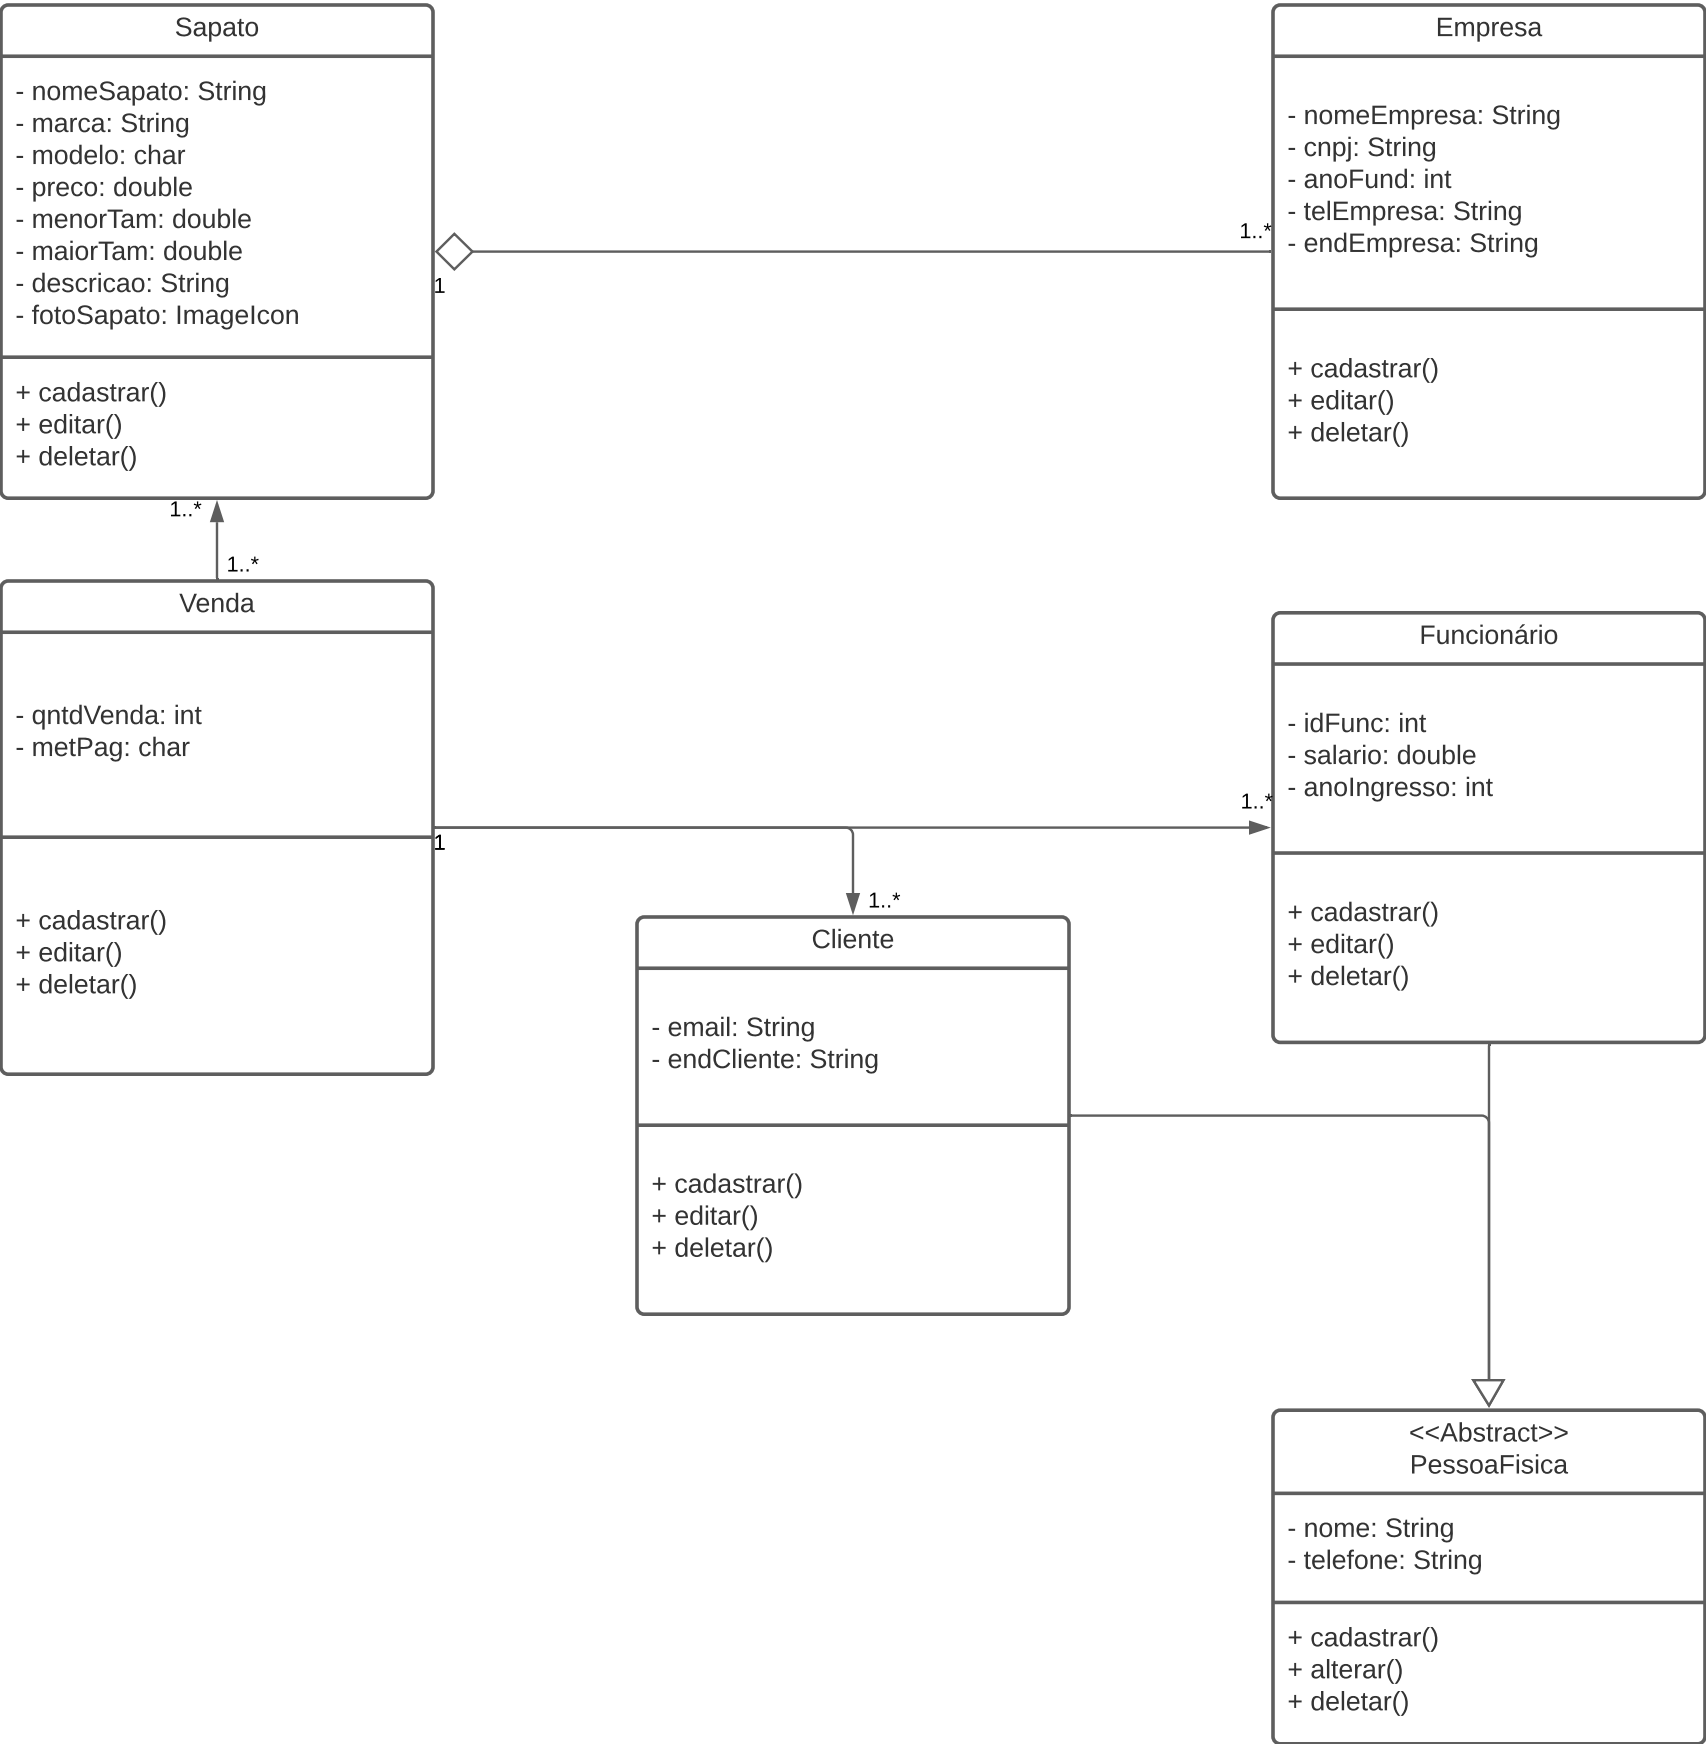 Sapato
- nomeSapato: String
- marca: String
- modelo: char
- preco: double
- menorTam: double
- maiorTam: double
- descricao: String
- fotoSapato: ImageIcon
+ cadastrar()
+ editar()
+ deletar()
1
1..*
Empresa
- nomeEmpresa: String
- cnpj: String
- anoFund: int
- telEmpresa: String
- endEmpresa: String
+ cadastrar()
+ editar()
+ deletar()
1..*
1..*
Venda
- qntdVenda: int
- metPag: char
+ cadastrar()
+ editar()
+ deletar()
1
1..*
Funcionário
- idFunc: int
- salario: double
- anoIngresso: int
+ cadastrar()
+ editar()
+ deletar()
1..*
Cliente
- email: String
- endCliente: String
+ cadastrar()
+ editar()
+ deletar()
<<Abstract>>
PessoaFisica
- nome: String
- telefone: String
+ cadastrar()
+ alterar()
+ deletar()